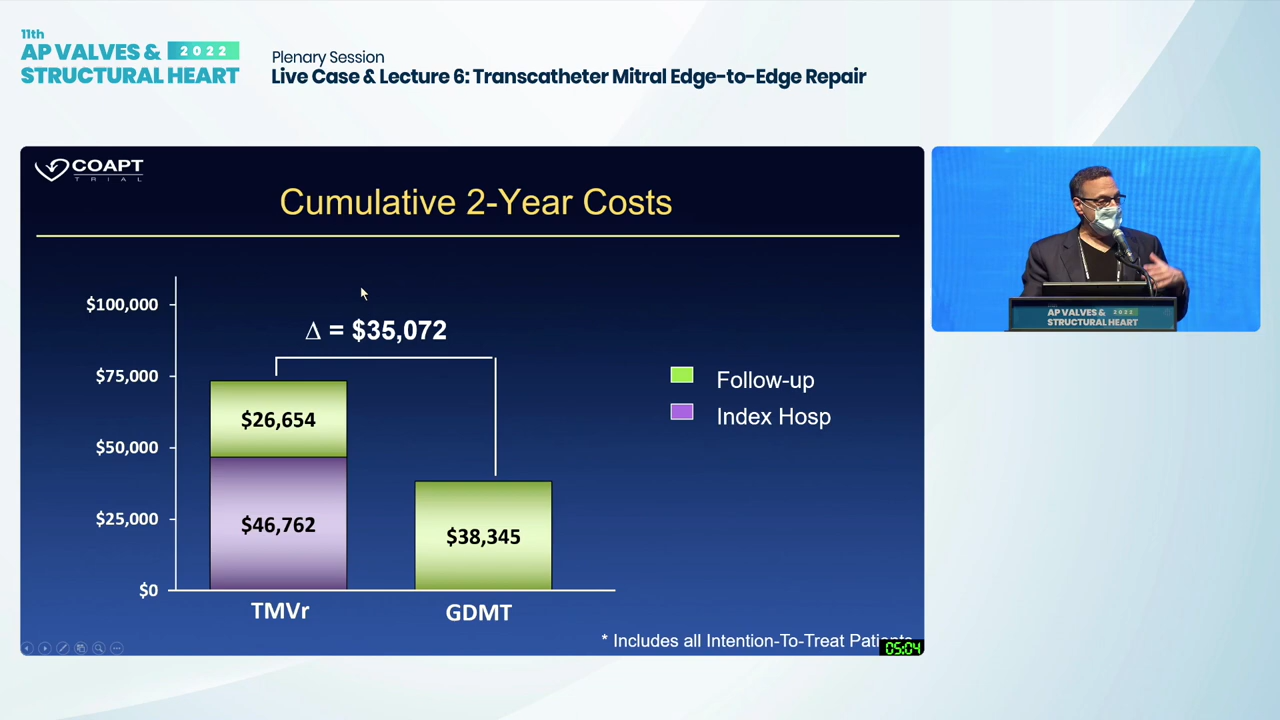 11th
AP VALVES & 2022
STRUCTURAL HEART
Plenary Session
Live Case & Lecture 6: Transcatheter Mitral Edge-to-Edge Repair
COAPT
TRIAL
Cumulative 2-Year Costs
$100,000
$75,000
$50,000
$25,000
$0
Δ = $35,072
$26,654
$46,762
$38,345
TMVr
GDMT
Follow-up
Index Hosp
* Includes all Intention-To-Treat Patients
05:04
AP VALVES & 2022
STRUCTURAL HEART